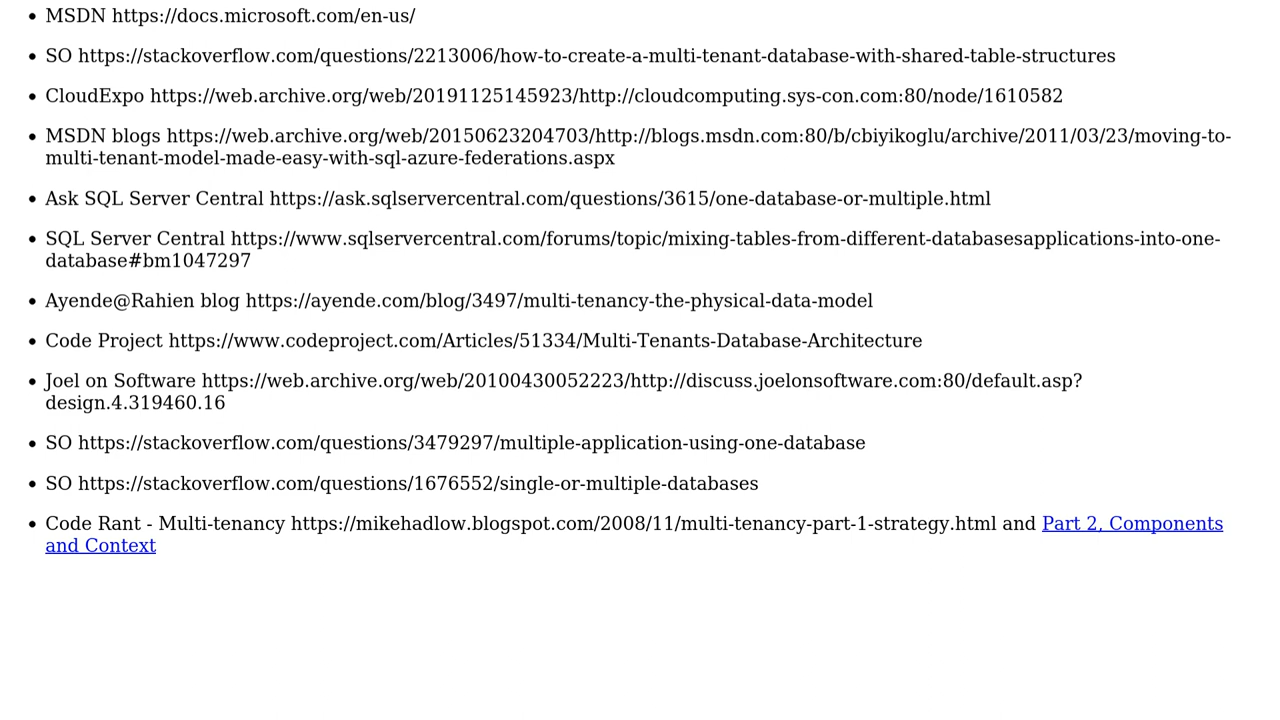 • MSDN https://docs.microsoft.com/en-us/
• SO https://stackoverflow.com/questions/2213006/how-to-create-a-multi-tenant-database-with-shared-table-structures
• CloudExpo https://web.archive.org/web/20191125145923/http://cloudcomputing.sys-con.com:80/node/1610582
• MSDN blogs https://web.archive.org/web/20150623204703/http://blogs.msdn.com:80/b/cbiyikoglu/archive/2011/03/23/moving-to-
multi-tenant-model-made-easy-with-sql-azure-federations.aspx
• Ask SQL Server Central https://ask.sqlservercentral.com/questions/3615/one-database-or-multiple.html
• SQL Server Central https://www.sqlservercentral.com/forums/topic/mixing-tables-from-different-databasesapplications-into-one-
database#bm1047297
• Ayende@Rahien blog https://ayende.com/blog/3497/multi-tenancy-the-physical-data-model
• Code Project https://www.codeproject.com/Articles/51334/Multi-Tenants-Database-Architecture
• Joel on Software https://web.archive.org/web/20100430052223/http://discuss.joelonsoftware.com:80/default.asp?
design.4.319460.16
• SO https://stackoverflow.com/questions/3479297/multiple-application-using-one-database
• SO https://stackoverflow.com/questions/1676552/single-or-multiple-databases
• Code Rant - Multi-tenancy https://mikehadlow.blogspot.com/2008/11/multi-tenancy-part-1-strategy.html and Part 2, Components
and Context